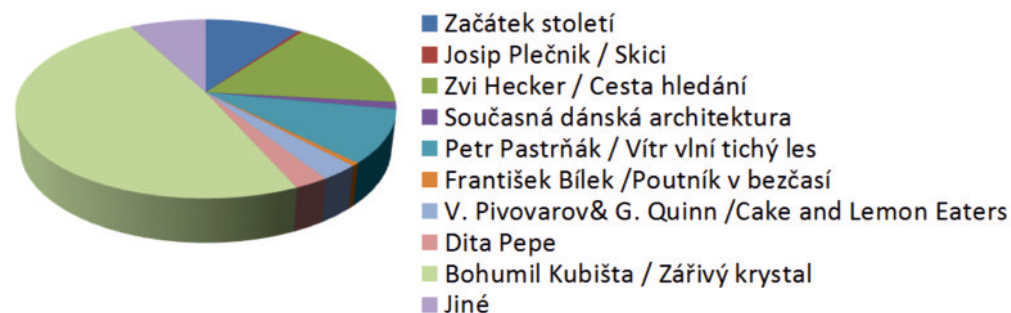 Začátek století
Josip Plečnik / Skici
Zvi Hecker / Cesta hledání
Současná dánská architektura
Petr Pastrňák / Vítr vlní tichý les
František Bílek /Poutník v bezčasí
V. Pivovarov& G. Quinn /Cake and Lemon Eaters
Dita Pepe
Bohumil Kubišta / Zářivý krystal
Jiné